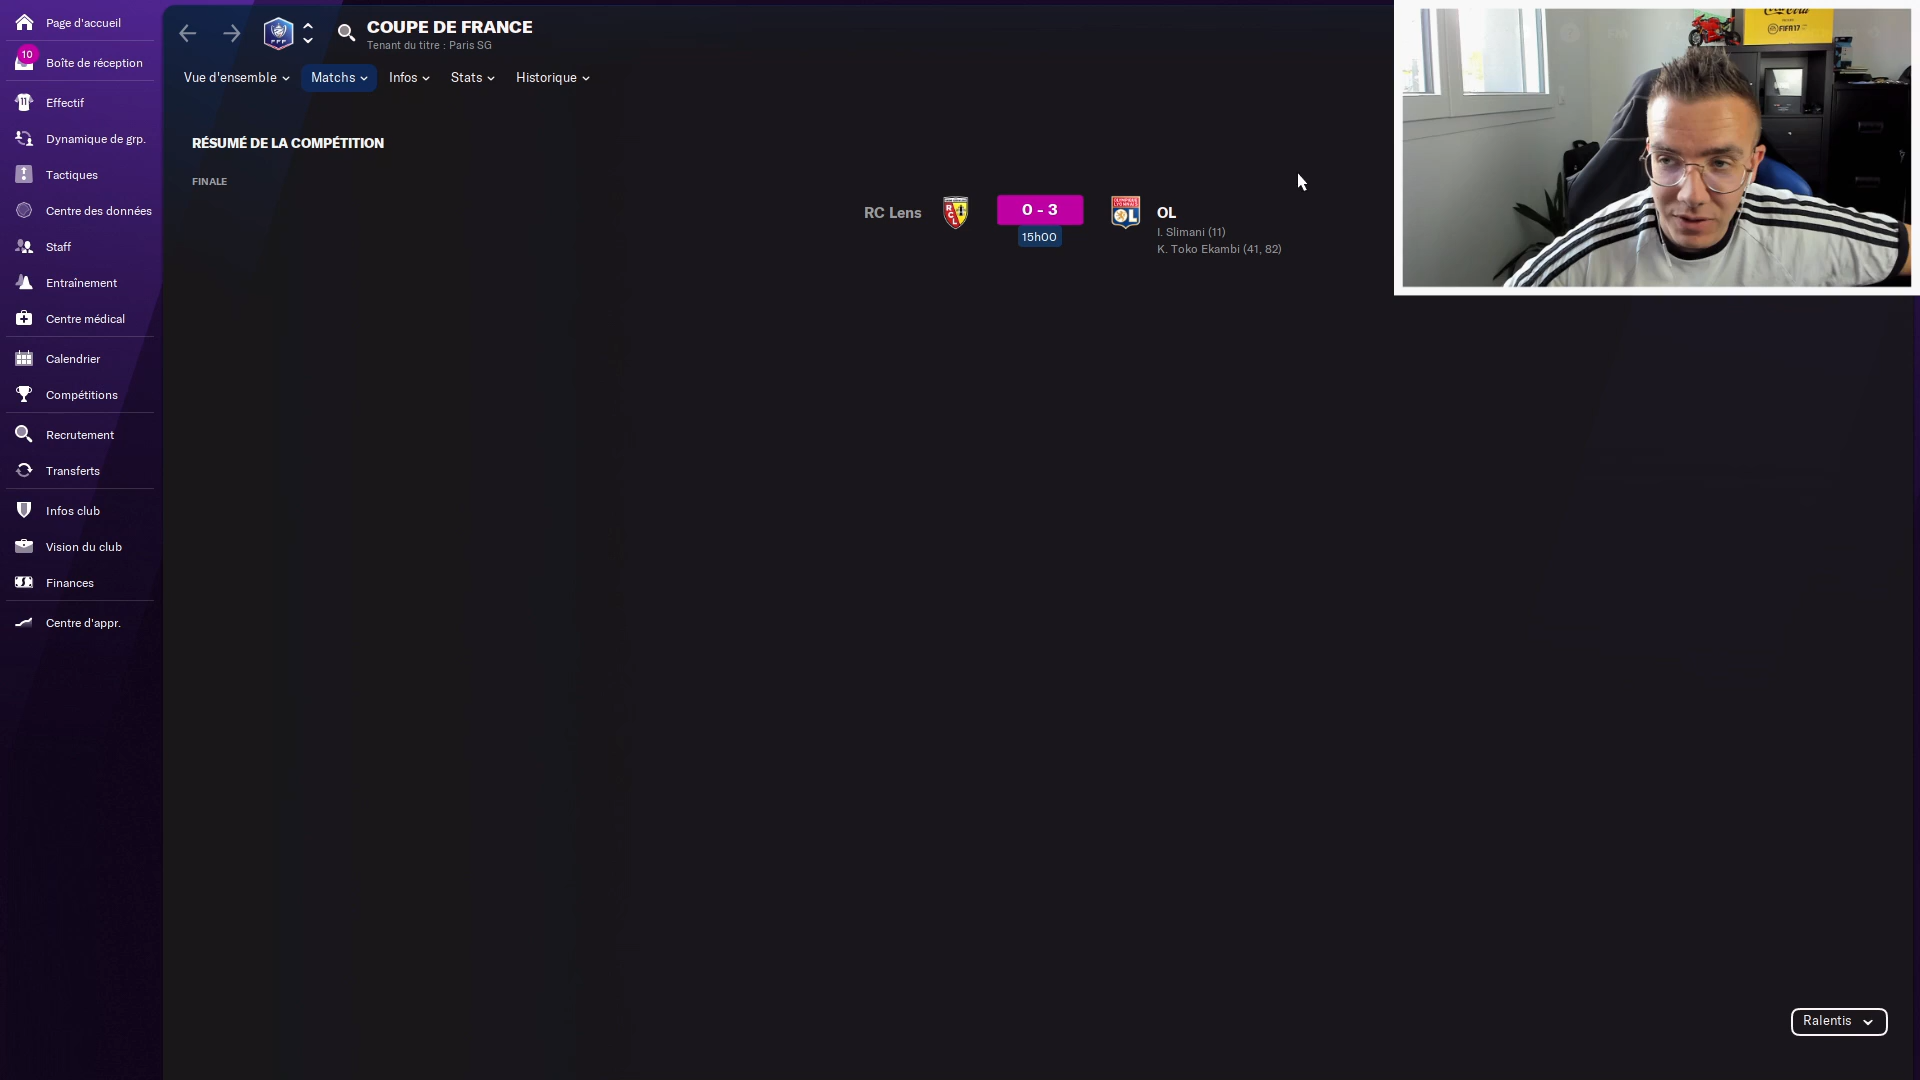 Page d'accueil
10
Boîte de réception
Effectif
Dynamique de grp.
Tactiques
Centre des données
Staff
Entraînement
Centre médical
Calendrier
Compétitions
Recrutement
Transferts
Infos club
Vision du club
Finances
Centre d'appr.
COUPE DE FRANCE
Tenant du titre : Paris SG
Vue d'ensemble
Matchs
Infos
Stats
Historique
RÉSUMÉ DE LA COMPÉTITION
FINALE
RC Lens
0 - 3
OL
15h00
I. Slimani (11)
K. Toko Ekambi (41, 82)
Ralentis
FIFA 17